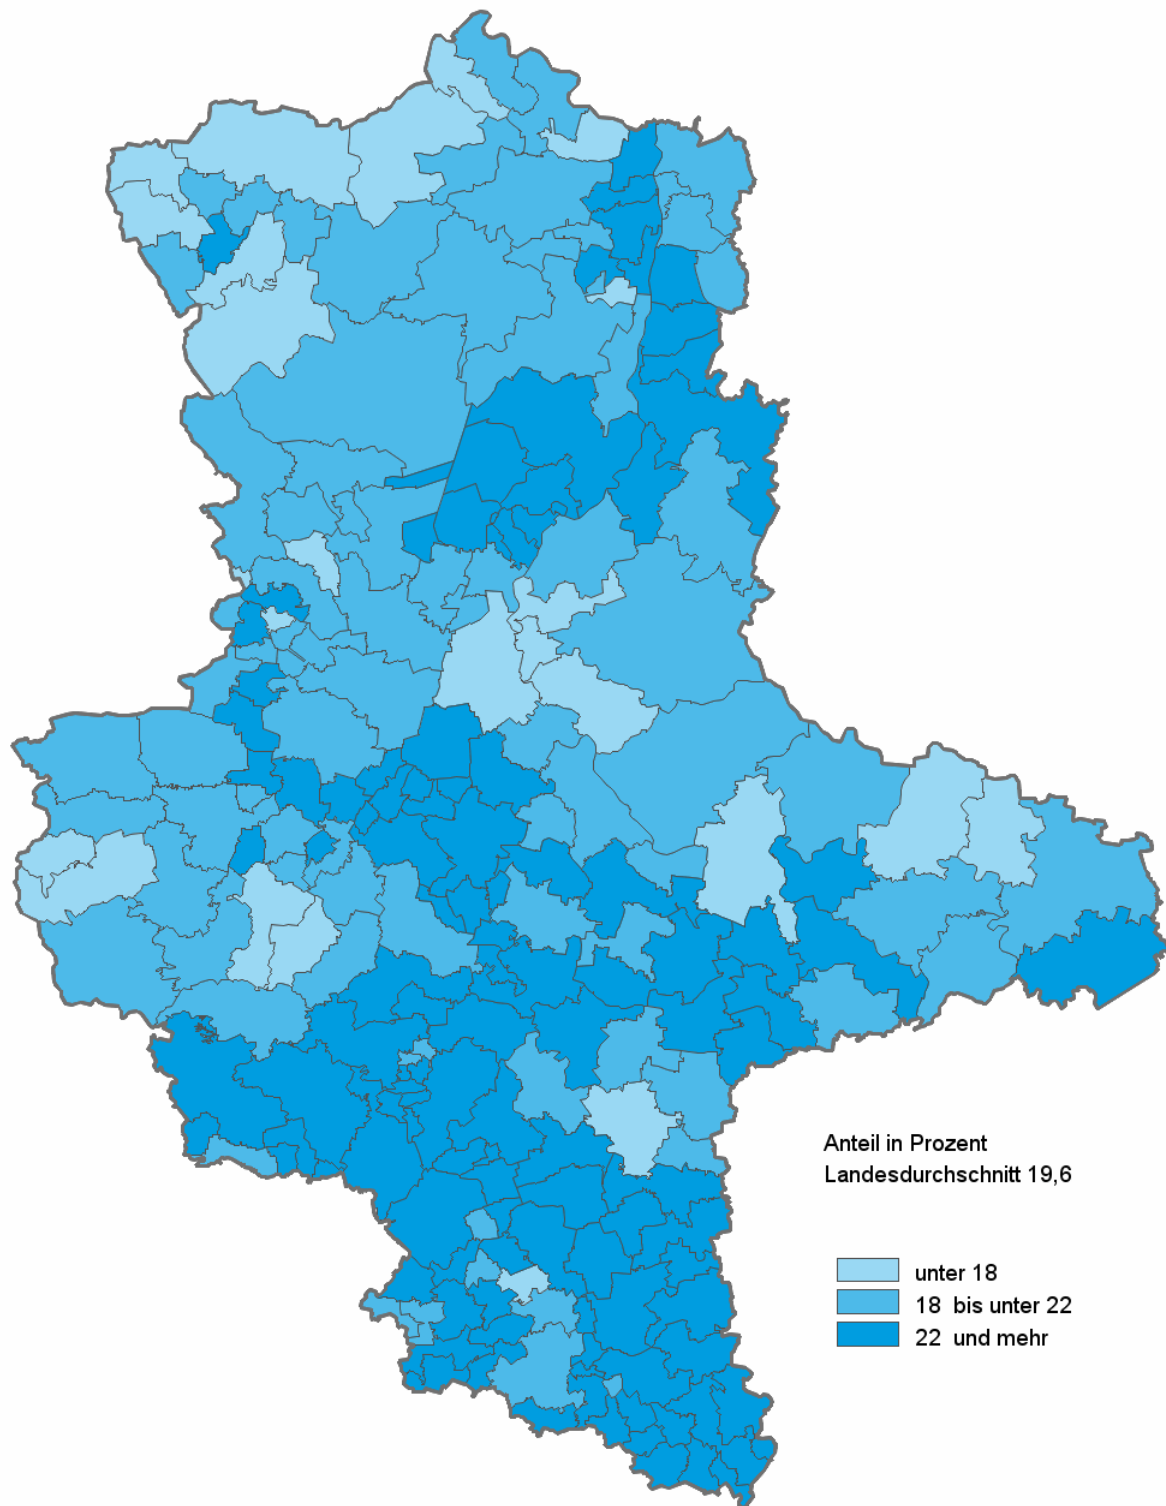 Anteil in Prozent
Landesdurchschnitt 19,6
unter 18
18 bis unter 22
22 und mehr